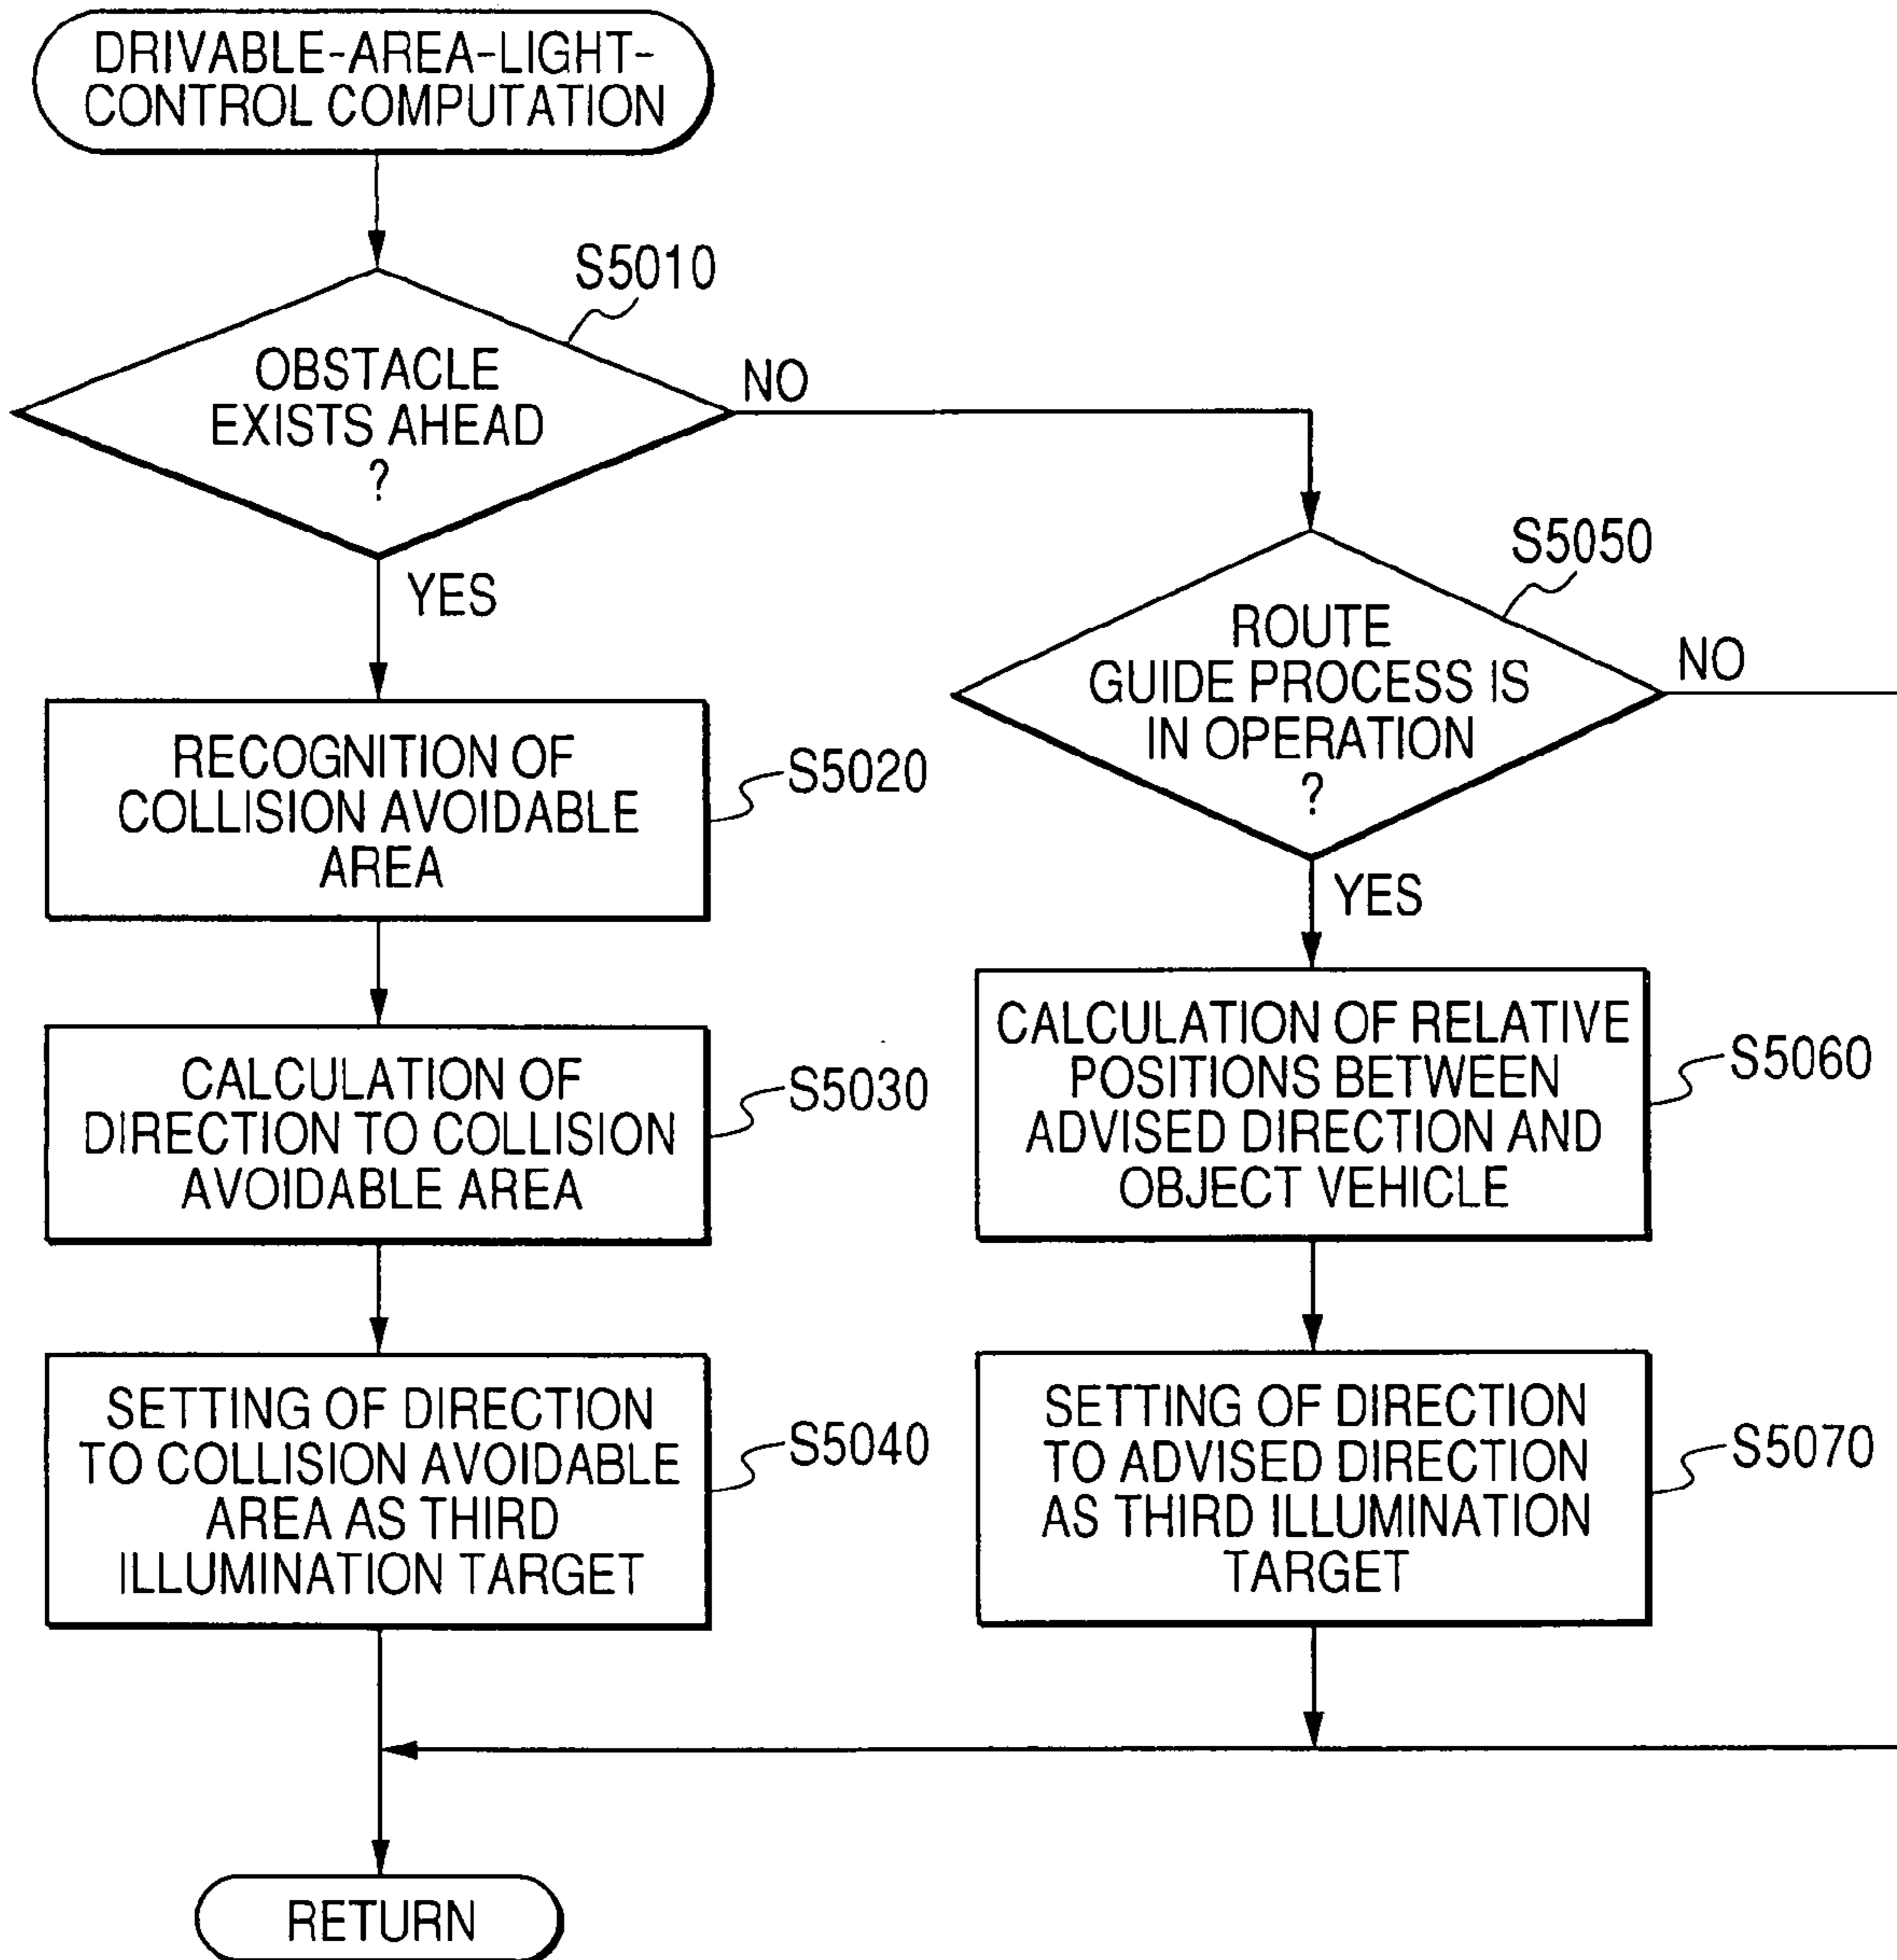 DRIVABLE-AREA-LIGHT-
CONTROL COMPUTATION
S5010
OBSTACLE
EXISTS AHEAD
?
NO
YES
S5050
ROUTE
GUIDE PROCESS IS
IN OPERATION
?
NO
YES
RECOGNITION OF
COLLISION AVOIDABLE
AREA
S5020
CALCULATION OF
DIRECTION TO COLLISION
AVOIDABLE AREA
S5030
CALCULATION OF RELATIVE
POSITIONS BETWEEN
ADVISED DIRECTION AND
OBJECT VEHICLE
S5060
SETTING OF DIRECTION
TO COLLISION AVOIDABLE
AREA AS THIRD
ILLUMINATION TARGET
S5040
SETTING OF DIRECTION
TO ADVISED DIRECTION
AS THIRD ILLUMINATION
TARGET
S5070
RETURN